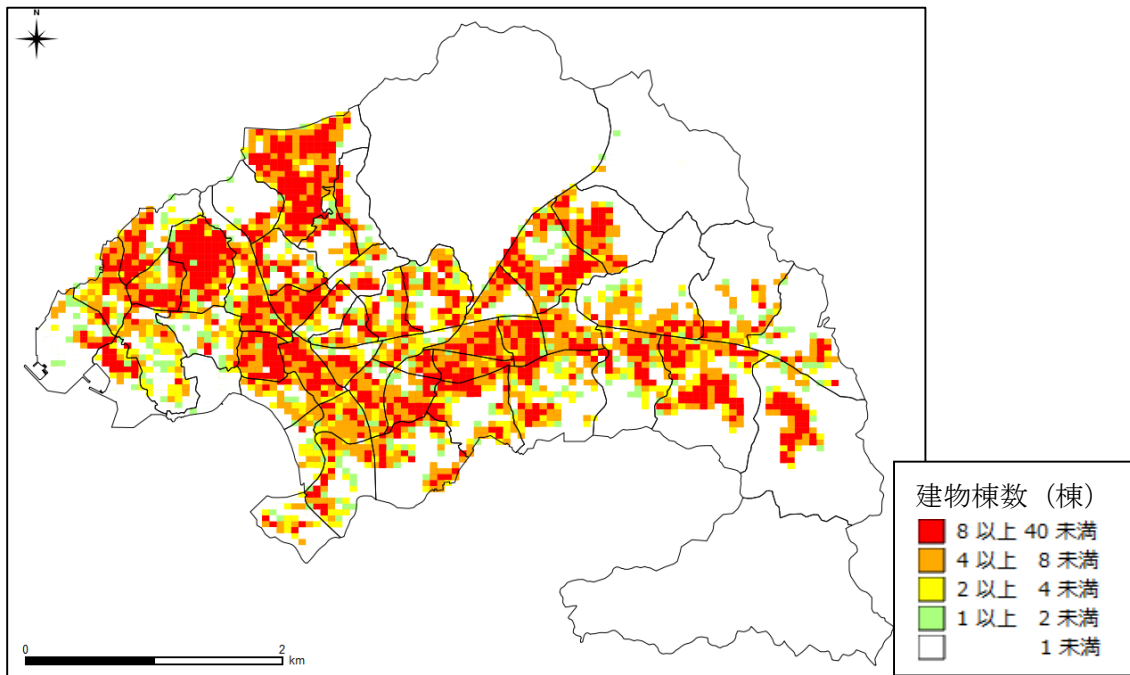 N
0 2
km
建物棟数（棟）
8 以上 40 未満
4 以上 8 未満
2 以上 4 未満
1 以上 2 未満
1 未満